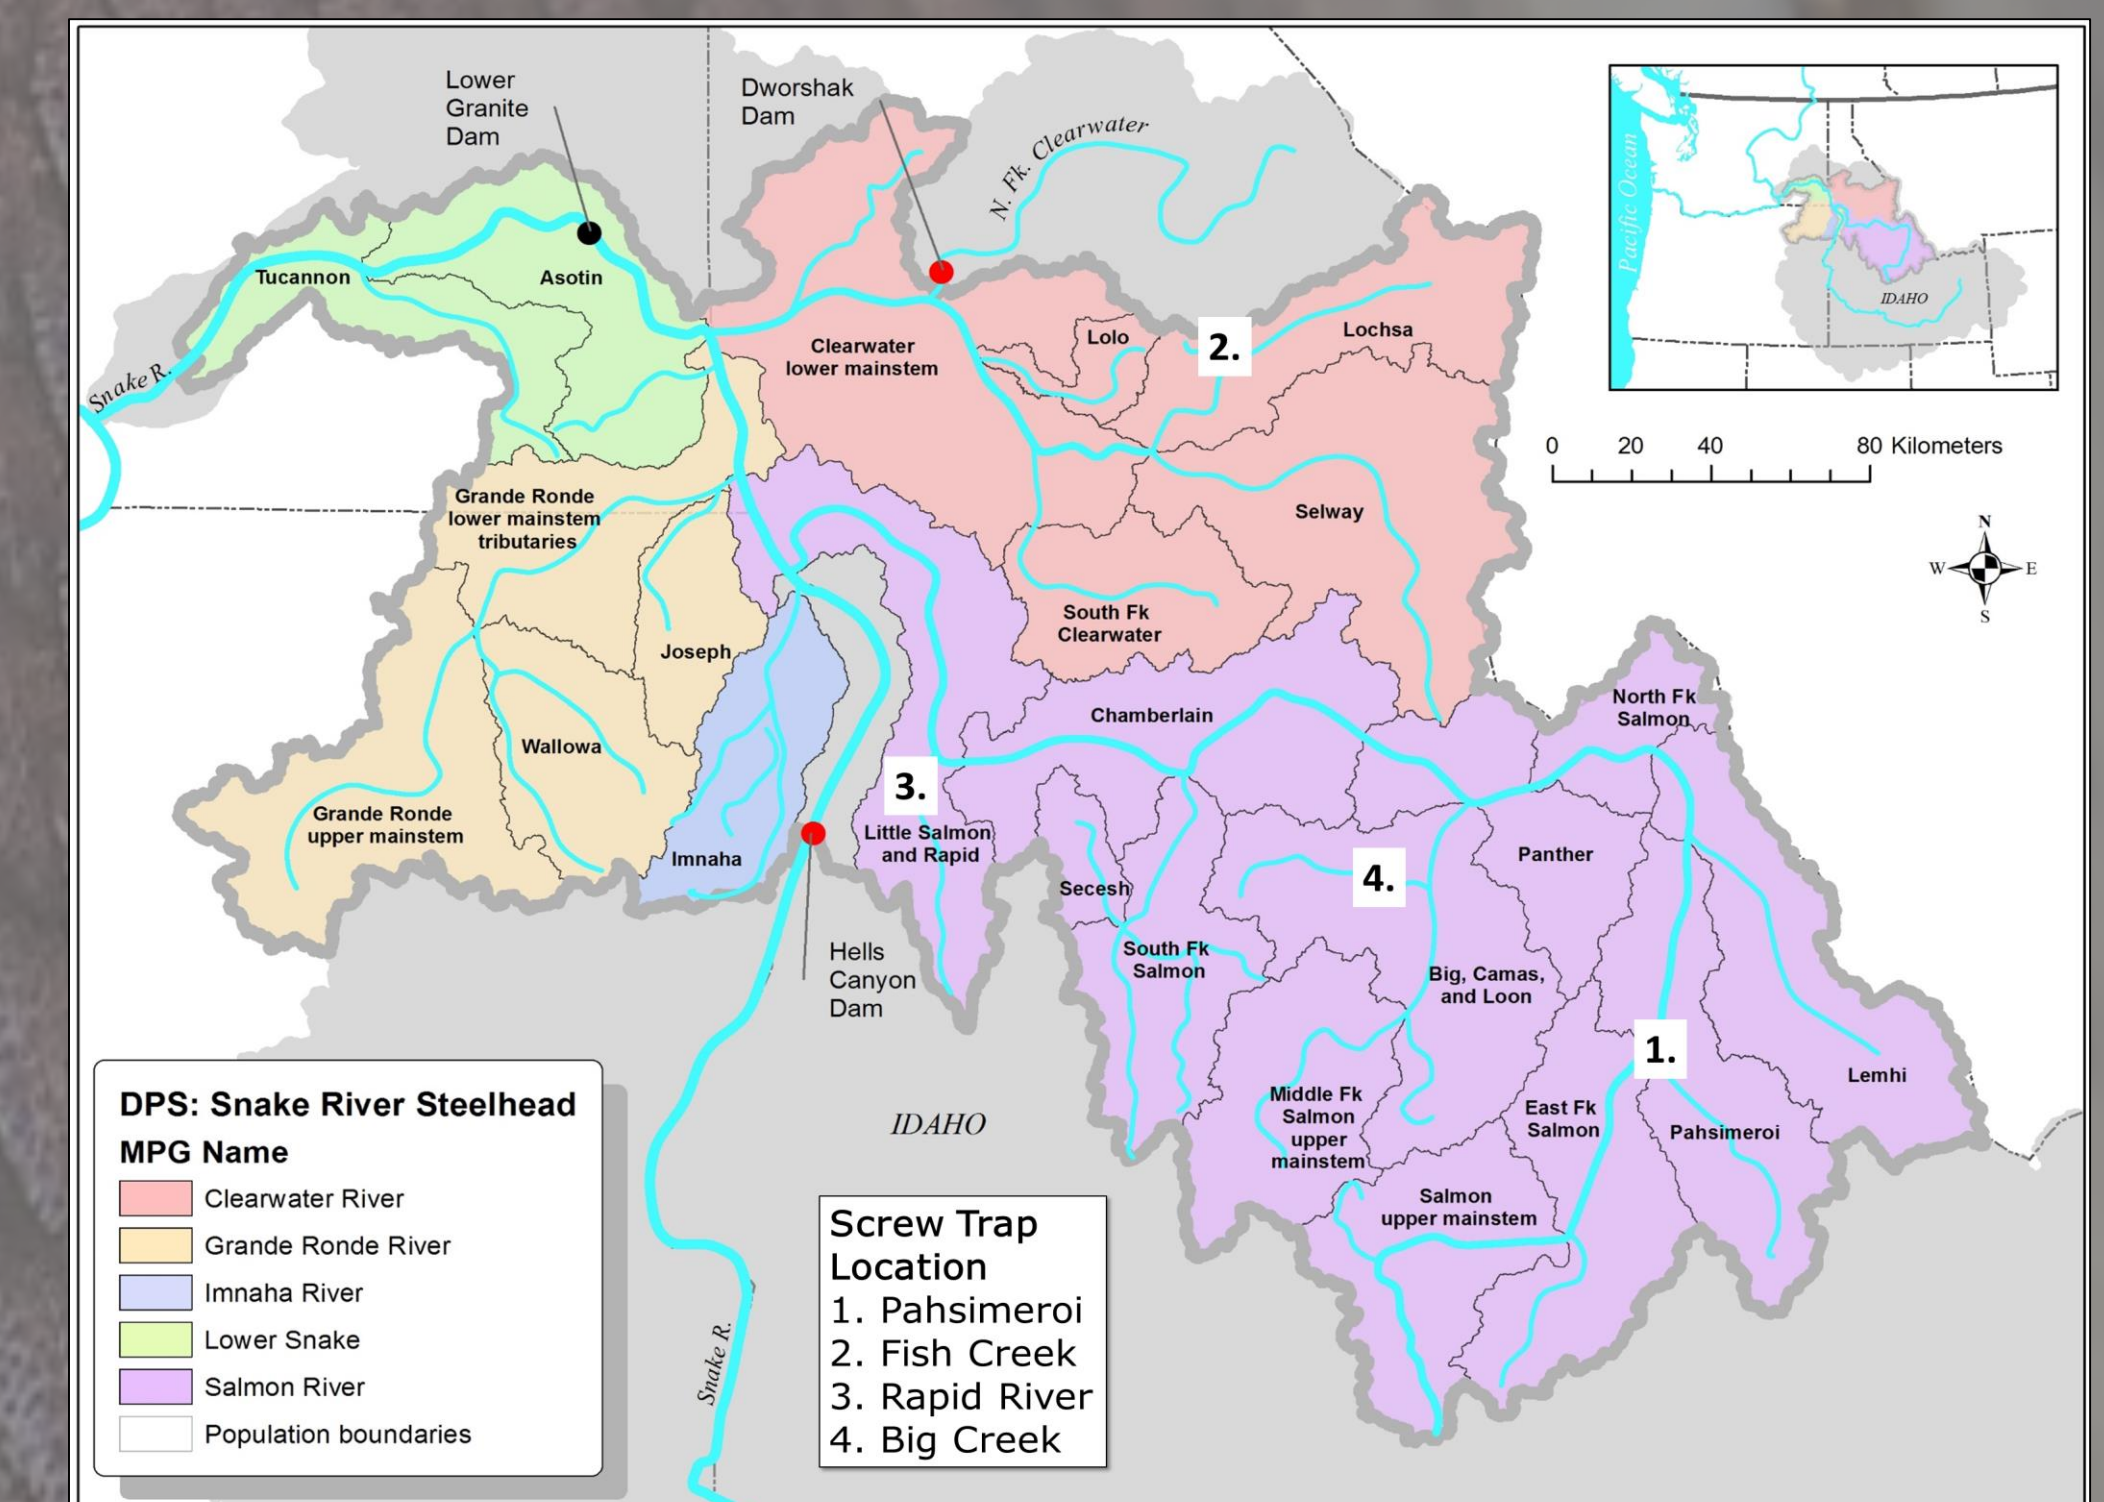 Lower
Granite
Dam
Dworshak
Dam
N. Fk. Clearwater
Pacific Ocean
IDAHO
0 20 40 80 Kilometers
N
W E
S
Tucannon
Asotin
Snake R.
Clearwater
lower mainstem
Lolo
2.
Lochsa
Selway
South Fk
Clearwater
Grande Ronde
lower mainstem
tributaries
Joseph
Wallowa
Grande Ronde
upper mainstem
Imnaha
Chamberlain
North Fk
Salmon
3.
Little Salmon
and Rapid
Secesh
South Fk
Salmon
4.
Panther
Big, Camas,
and Loon
1.
Lemhi
Middle Fk
Salmon
upper
mainstem
East Fk
Salmon
Pahsimeroi
Salmon
upper mainstem
Hells
Canyon
Dam
IDAHO
Snake R.
DPS: Snake River Steelhead
MPG Name
Clearwater River
Grande Ronde River
Imnaha River
Lower Snake
Salmon River
Population boundaries
Screw Trap
Location
1. Pahsimeroi
2. Fish Creek
3. Rapid River
4. Big Creek